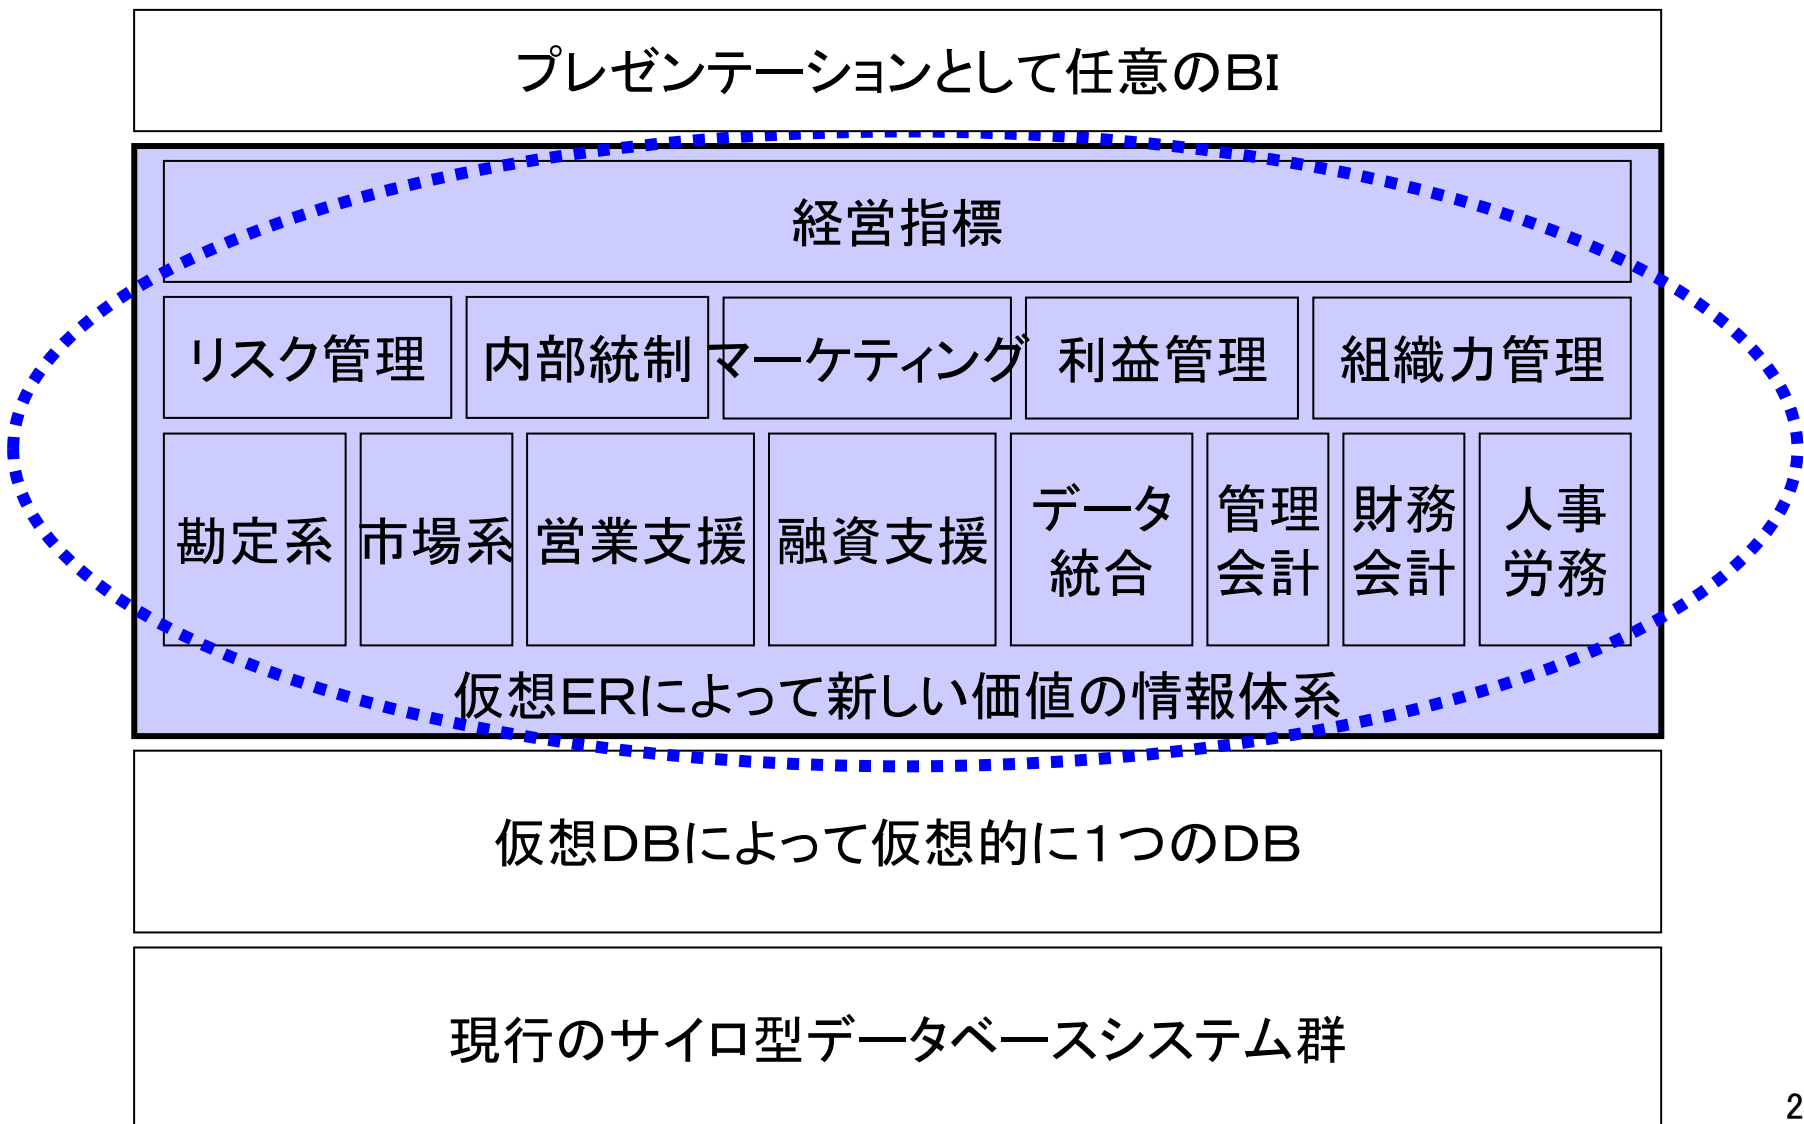 プレゼンテーションとして任意のＢＩ
経営指標
リスク管理
内部統制
マーケティング
利益管理
組織力管理
勘定系
市場系
営業支援
融資支援
データ
統合
管理
会計
財務
会計
人事
労務
仮想ＥＲによって新しい価値の情報体系
仮想ＤＢによって仮想的に１つのＤＢ
現行のサイロ型データベースシステム群
2